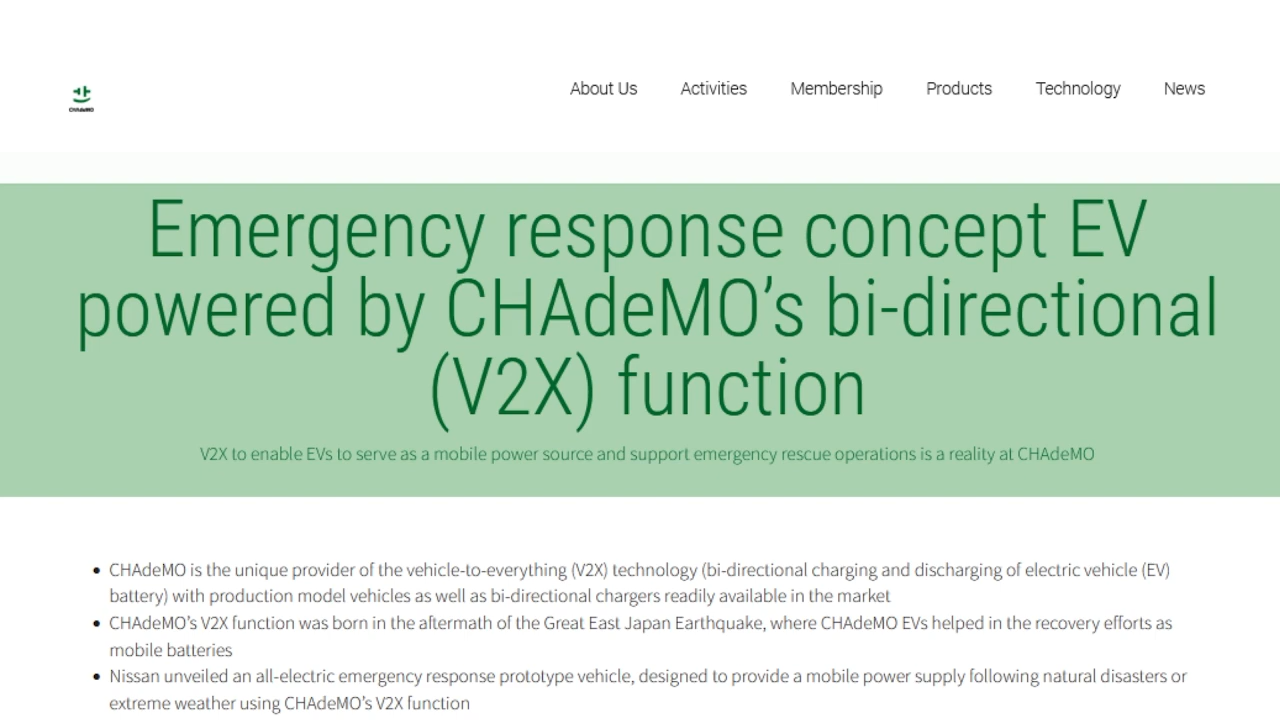 CHAdeMO
About Us Activities Membership Products Technology News
Emergency response concept EV
powered by CHAdeMO’s bi-directional
(V2X) function
V2X to enable EVs to serve as a mobile power source and support emergency rescue operations is a reality at CHAdeMO
CHAdeMO is the unique provider of the vehicle-to-everything (V2X) technology (bi-directional charging and discharging of electric vehicle (EV)
battery) with production model vehicles as well as bi-directional chargers readily available in the market
CHAdeMO’s V2X function was born in the aftermath of the Great East Japan Earthquake, where CHAdeMO EVs helped in the recovery efforts as
mobile batteries
Nissan unveiled an all-electric emergency response prototype vehicle, designed to provide a mobile power supply following natural disasters or
extreme weather using CHAdeMO’s V2X function